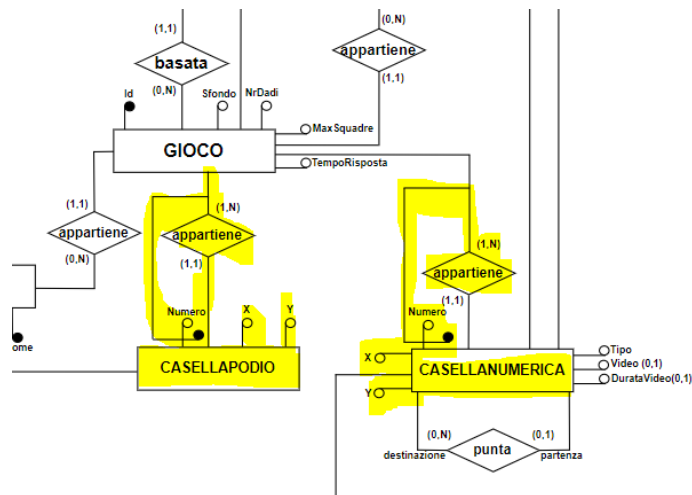 (1,1)
(0,N)
basata
appartiene
(0,N)
(1,1)
Id
Sfondo
NrDadi
MaxSquadre
GIOCO
TempoRisposta
(1,1)
(1,N)
(1,N)
appartiene
appartiene
(0,N)
(1,1)
appartiene
(1,1)
Numero
X
Y
Numero
ome
Tipo
X
Video (0,1)
CASELLAPODIO
CASELLANUMERICA
DurataVideo(0,1)
Y
(0,N)
(0,1)
destinazione
punta
partenza